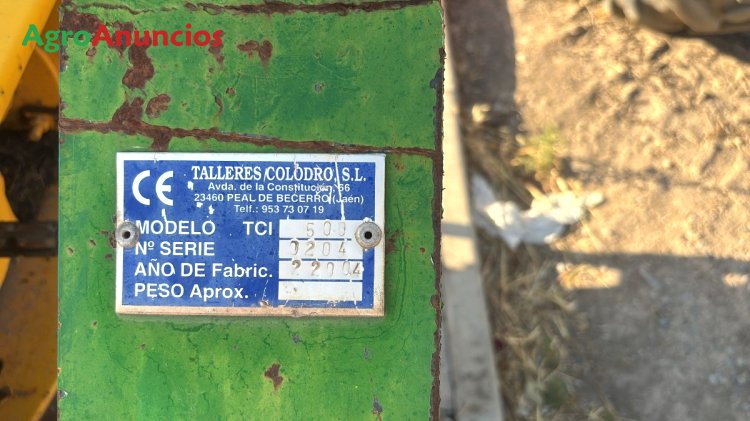 AgroAnuncios
CE
TALLERES COLODRO, S.L.
Avda. de la Constitución, 56
23460 PEAL DE BECERRO (Jaén)
Telf.: 953 73 07 19
MODELO TCI 500
Nº SERIE 0204
AÑO DE Fabric. 22004
PESO Aprox.